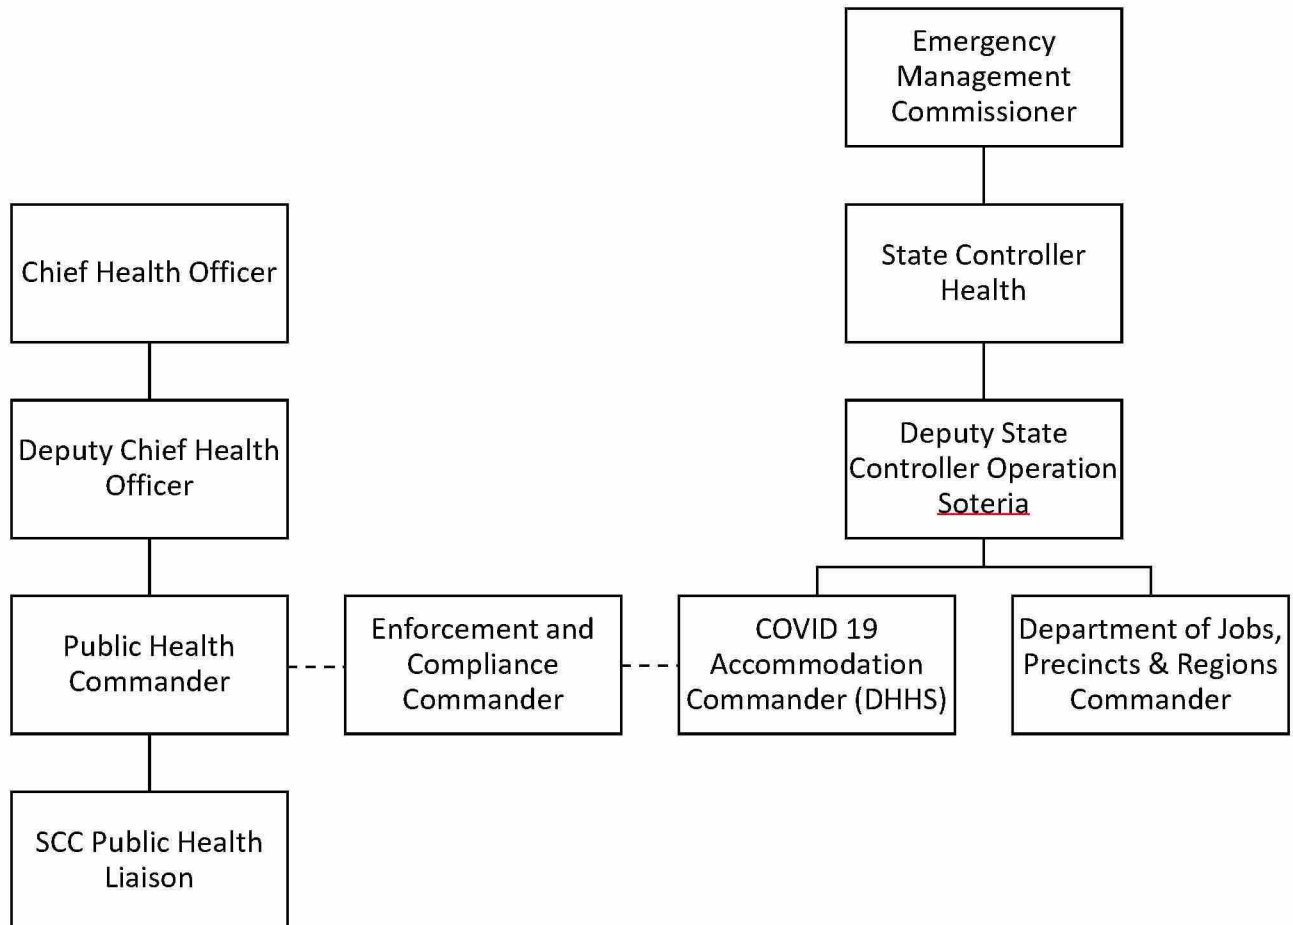 Emergency
Management
Commissioner
Chief Health Officer
State Controller
Health
Deputy Chief Health
Officer
Deputy State
Controller Operation
Soteria
Public Health
Commander
Enforcement and
Compliance
Commander
COVID 19
Accommodation
Commander (DHHS)
Department of Jobs,
Precincts & Regions
Commander
SCC Public Health
Liaison